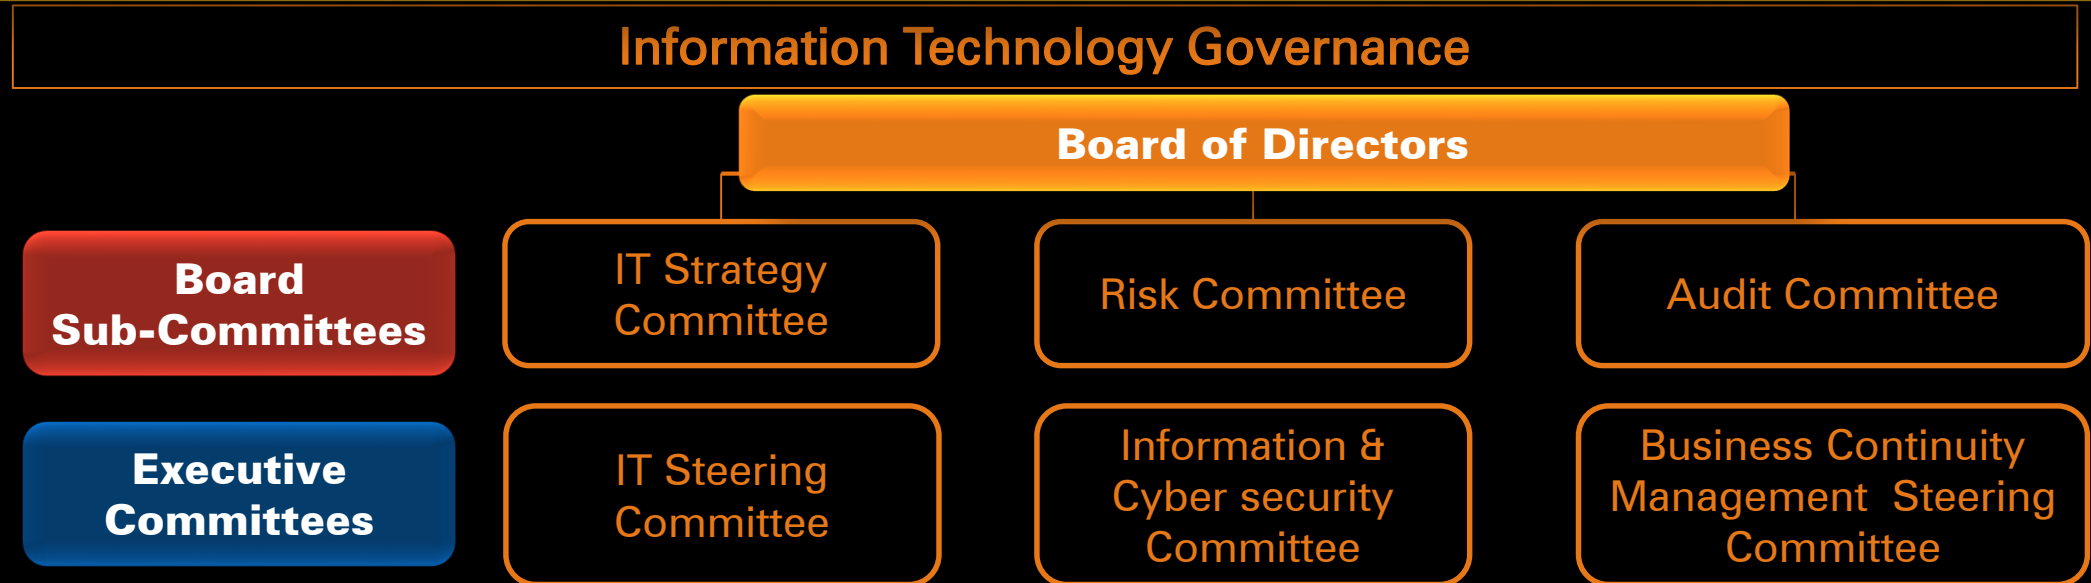 Information Technology Governance
Board of Directors
Board
Sub-Committees
IT Strategy
Committee
Risk Committee
Audit Committee
Executive
Committees
IT Steering
Committee
Information &
Cyber security
Committee
Business Continuity
Management  Steering
Committee